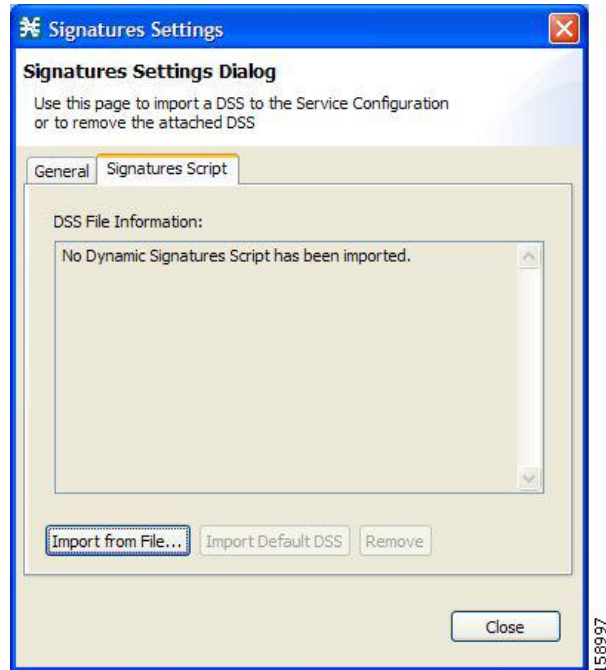 Signatures Settings
Signatures Settings Dialog
Use this page to import a DSS to the Service Configuration
or to remove the attached DSS
General Signatures Script
DSS File Information:
No Dynamic Signatures Script has been imported.
Import from File... Import Default DSS Remove
Close
158997